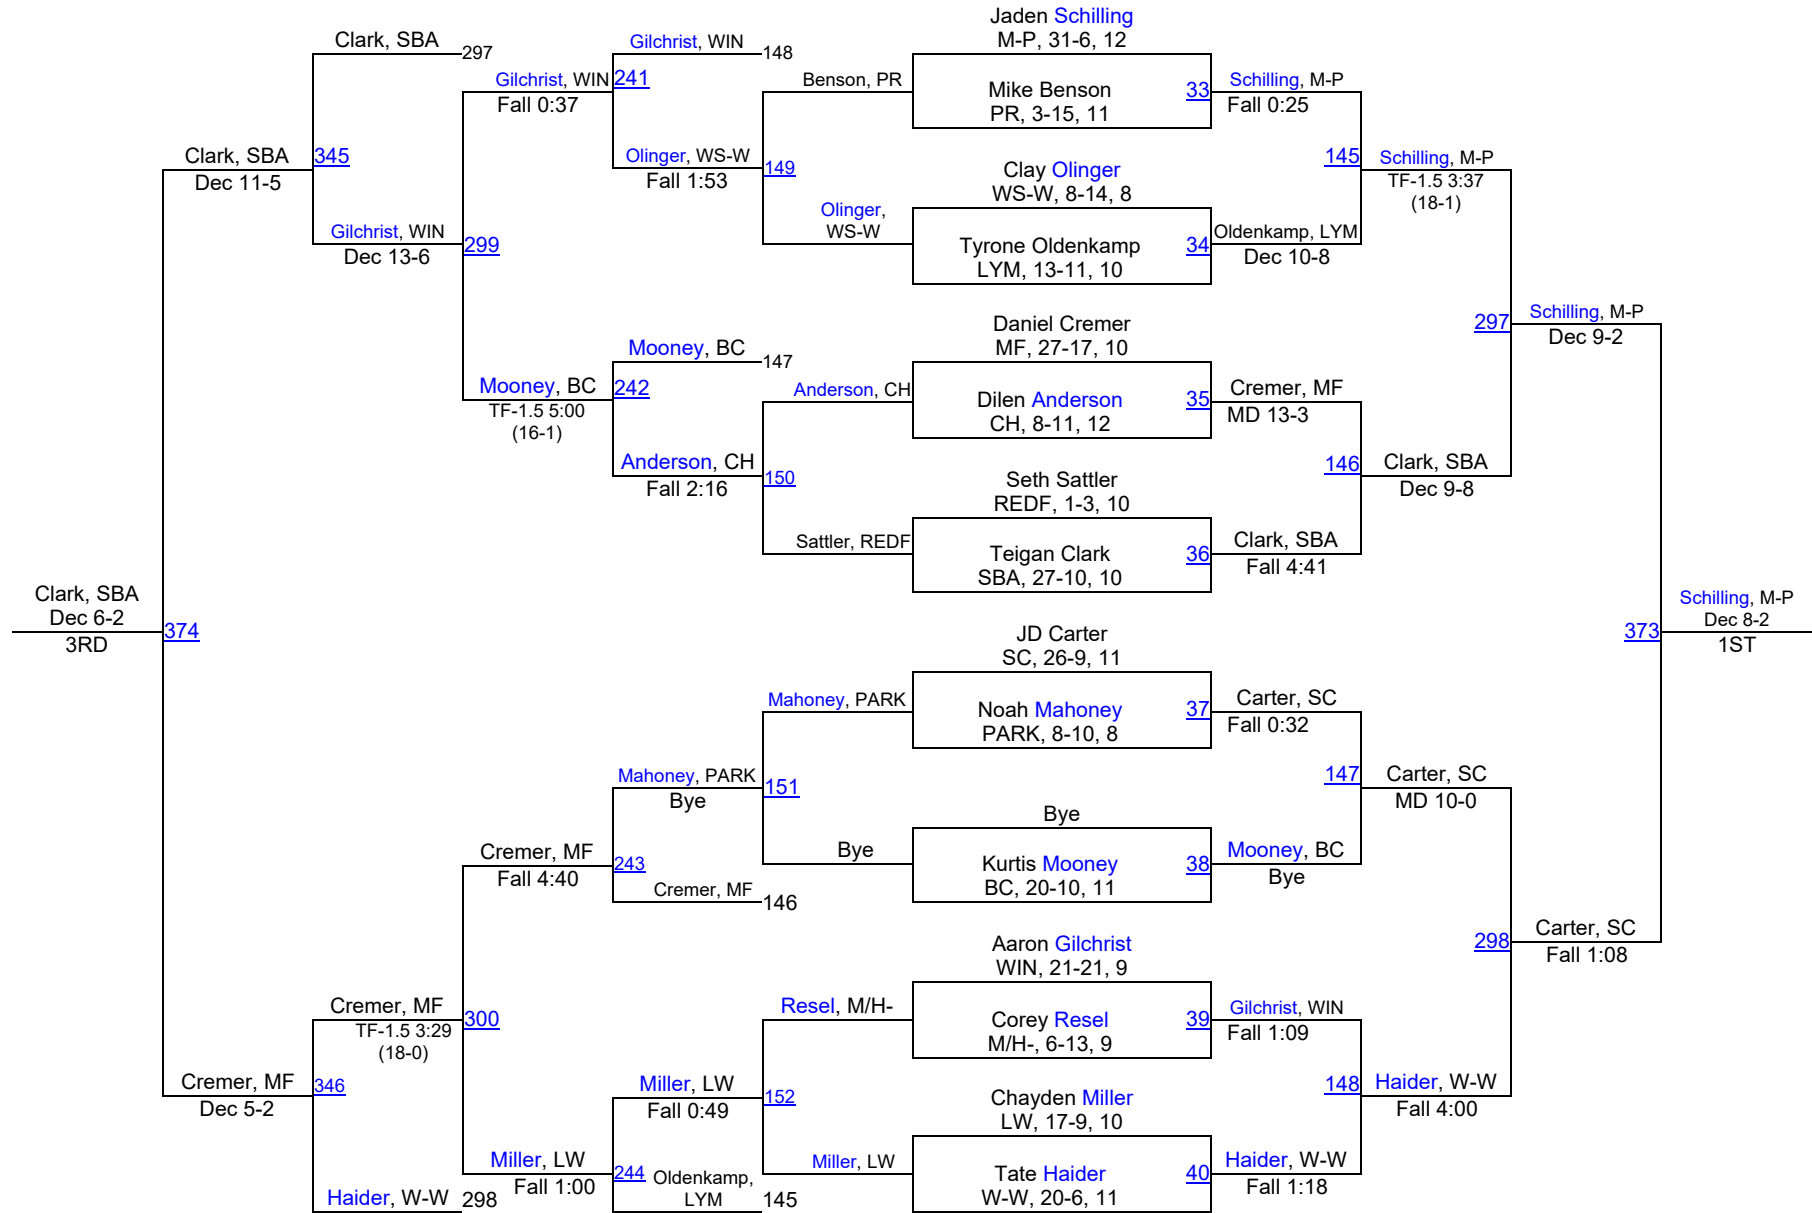 Jaden Schilling
M-P, 31-6, 12
Clark, SBA
297
Gilchrist, WIN
148
Gilchrist, WIN
241
Fall 0:37
Benson, PR
Mike Benson
PR, 3-15, 11
33
Schilling, M-P
Fall 0:25
Clark, SBA
345
Dec 11-5
Olinger, WS-W
149
Fall 1:53
Clay Olinger
WS-W, 8-14, 8
145
Schilling, M-P
TF-1.5 3:37
(18-1)
Gilchrist, WIN
299
Dec 13-6
Olinger,
WS-W
Tyrone Oldenkamp
LYM, 13-11, 10
34
Oldenkamp, LYM
Dec 10-8
Daniel Cremer
MF, 27-17, 10
297
Schilling, M-P
Dec 9-2
Mooney, BC
147
Mooney, BC
242
TF-1.5 5:00
(16-1)
Anderson, CH
Dilen Anderson
CH, 8-11, 12
35
Cremer, MF
MD 13-3
Anderson, CH
150
Fall 2:16
Seth Sattler
REDF, 1-3, 10
146
Clark, SBA
Dec 9-8
Sattler, REDF
Teigan Clark
SBA, 27-10, 10
36
Clark, SBA
Fall 4:41
Clark, SBA
Dec 6-2
3RD
374
373
Schilling, M-P
Dec 8-2
1ST
JD Carter
SC, 26-9, 11
Mahoney, PARK
Noah Mahoney
PARK, 8-10, 8
37
Carter, SC
Fall 0:32
Mahoney, PARK
151
Bye
147
Carter, SC
MD 10-0
Bye
Cremer, MF
243
Fall 4:40
Bye
Kurtis Mooney
BC, 20-10, 11
38
Mooney, BC
Bye
Cremer, MF
146
Aaron Gilchrist
WIN, 21-21, 9
298
Carter, SC
Fall 1:08
Cremer, MF
300
TF-1.5 3:29
(18-0)
Resel, M/H-
Corey Resel
M/H-, 6-13, 9
39
Gilchrist, WIN
Fall 1:09
Cremer, MF
346
Dec 5-2
Miller, LW
152
Fall 0:49
Chayden Miller
LW, 17-9, 10
148
Haider, W-W
Fall 4:00
Miller, LW
244
Fall 1:00
Miller, LW
Tate Haider
W-W, 20-6, 11
40
Haider, W-W
Fall 1:18
Oldenkamp,
LYM
145
Haider, W-W
298